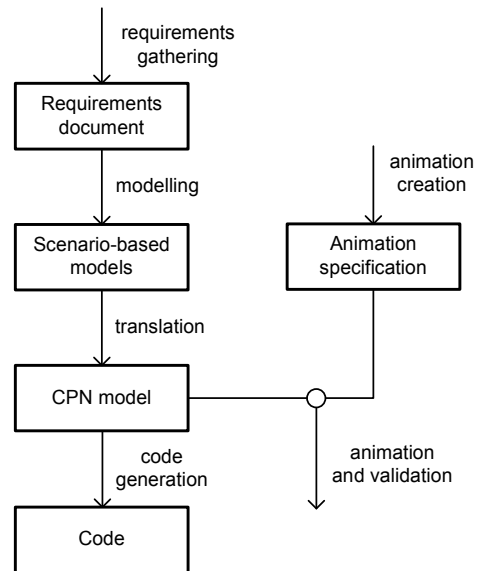 requirements
gathering
Requirements
document
modelling
animation
creation
Scenario-based
models
Animation
specification
translation
CPN model
code
generation
animation
and validation
Code